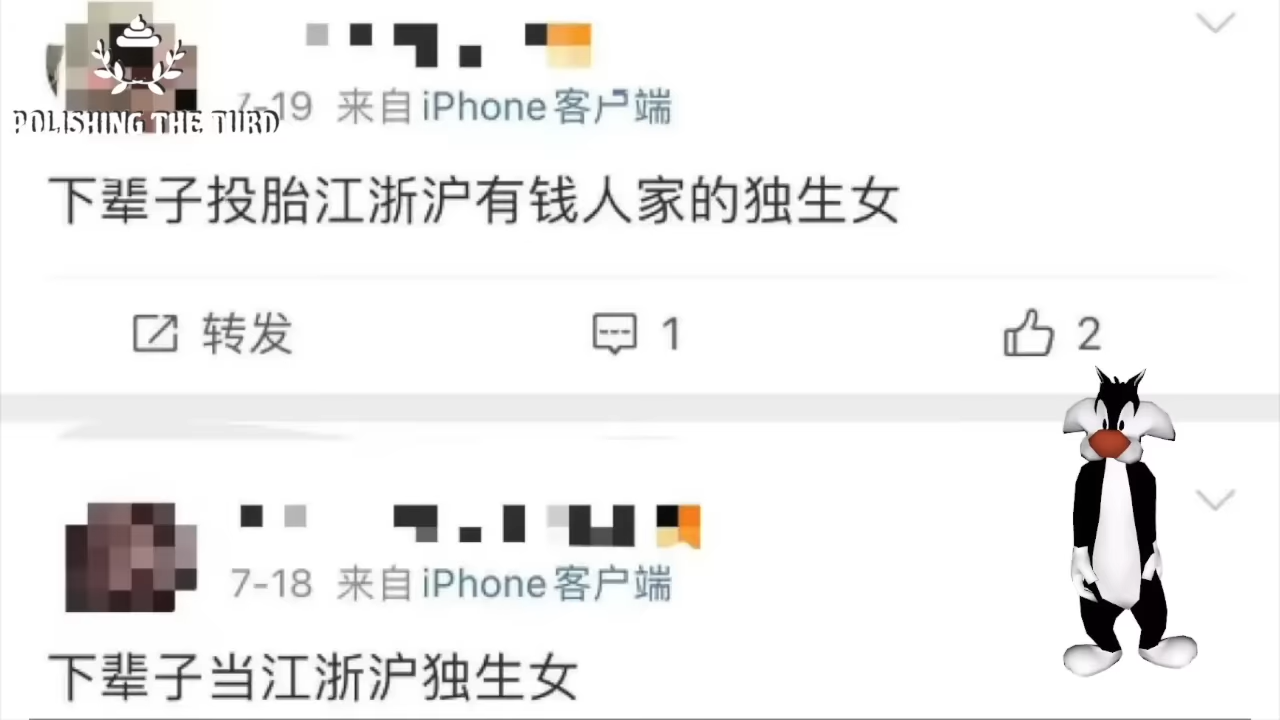 POLISHING THE TURD
7-19 来自 iPhone客户端
下辈子投胎江浙沪有钱人家的独生女
转发 1 2
7-18 来自 iPhone客户端
下辈子当江浙沪独生女